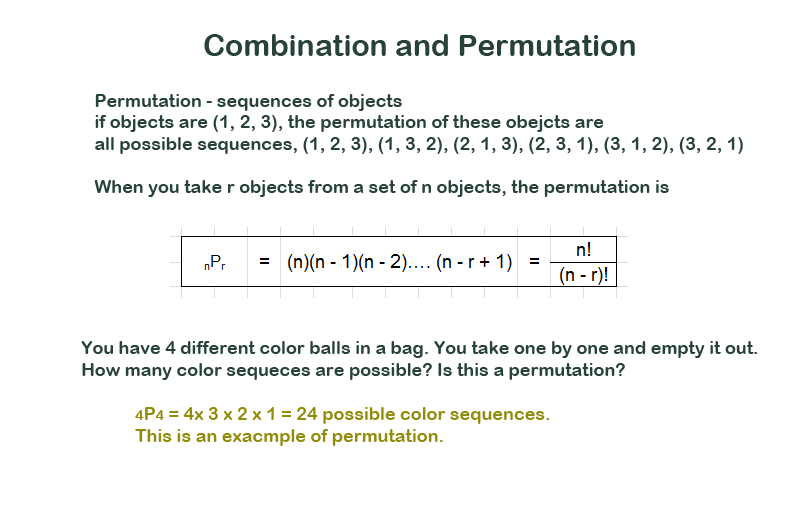 Combination and Permutation
Permutation - sequences of objects
if objects are (1, 2, 3), the permutation of these obejcts are
all possible sequences, (1, 2, 3), (1, 3, 2), (2, 1, 3), (2, 3, 1), (3, 1, 2), (3, 2, 1)
When you take r objects from a set of n objects, the permutation is
nPr = (n)(n - 1)(n - 2).... (n - r + 1) = n!
(n - r)!
You have 4 different color balls in a bag. You take one by one and empty it out.
How many color sequeces are possible? Is this a permutation?
4P4 = 4x 3 x 2 x 1 = 24 possible color sequences.
This is an exacmple of permutation.